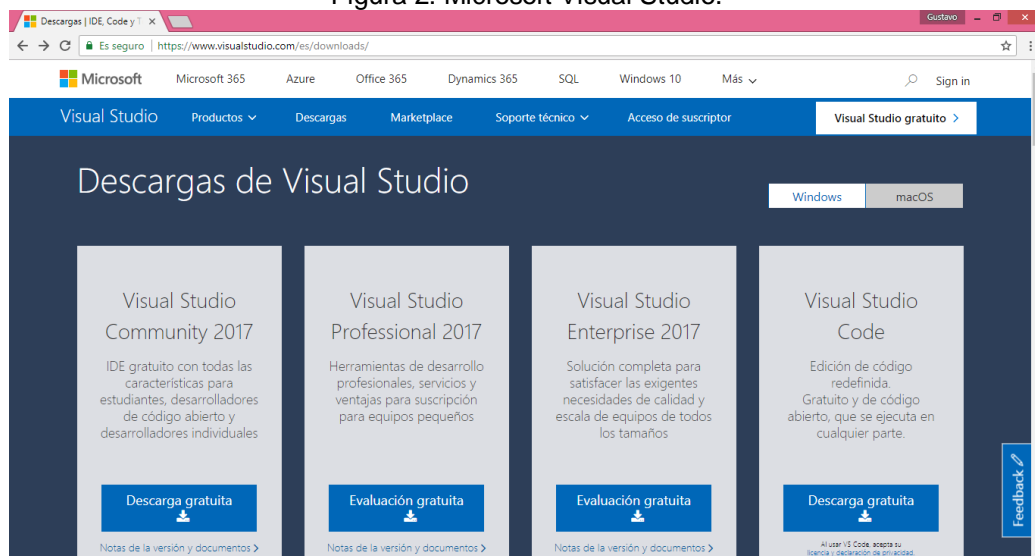 Figura 2. Microsoft Visual Studio.
Descargas | IDE, Code y T
Gustavo
Es seguro | https://www.visualstudio.com/es/downloads/
Microsoft Microsoft 365 Azure Office 365 Dynamics 365 SQL Windows 10 Más Sign in
Visual Studio Productos Descargas Marketplace Soporte técnico Acceso de suscriptor Visual Studio gratuito
Descargas de Visual Studio
Windows macOS
Visual Studio
Community 2017
IDE gratuito con todas las
características para
estudiantes, desarrolladores
de código abierto y
desarrolladores individuales
Descarga gratuita
Notas de la versión y documentos
Visual Studio
Professional 2017
Herramientas de desarrollo
profesionales, servicios y
ventajas para suscripción
para equipos pequeños
Evaluación gratuita
Notas de la versión y documentos
Visual Studio
Enterprise 2017
Solución completa para
satisfacer las exigentes
necesidades de calidad y
escala de equipos de todos
los tamaños
Evaluación gratuita
Notas de la versión y documentos
Visual Studio
Code
Edición de código
redefinida.
Gratuito y de código
abierto, que se ejecuta en
cualquier parte.
Descarga gratuita
Al usar VS Code, acepta su
licencia y declaración de privacidad.
Feedback